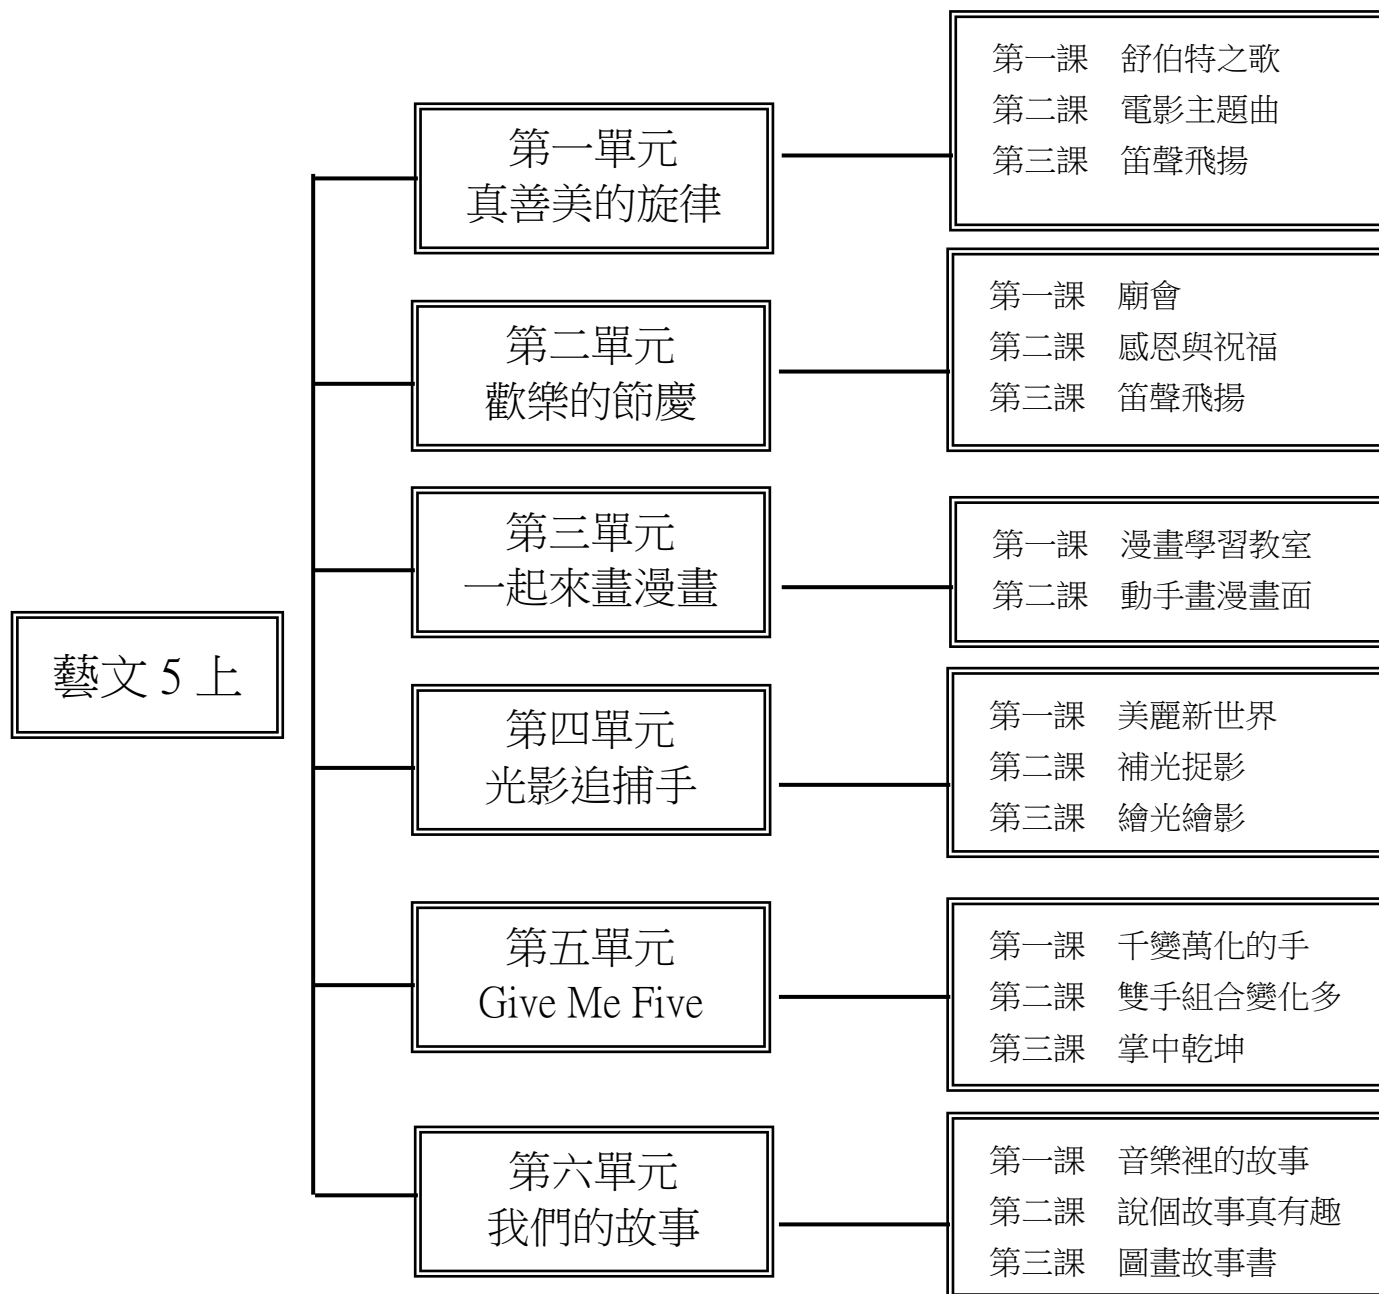 藝文 5 上
第一單元
真善美的旋律
第一課　舒伯特之歌
第二課　電影主題曲
第三課　笛聲飛揚
第二單元
歡樂的節慶
第一課　廟會
第二課　感恩與祝福
第三課　笛聲飛揚
第三單元
一起來畫漫畫
第一課　漫畫學習教室
第二課　動手畫漫畫面
第四單元
光影追捕手
第一課　美麗新世界
第二課　補光捉影
第三課　繪光繪影
第五單元
Give Me Five
第一課　千變萬化的手
第二課　雙手組合變化多
第三課　掌中乾坤
第六單元
我們的故事
第一課　音樂裡的故事
第二課　說個故事真有趣
第三課　圖畫故事書